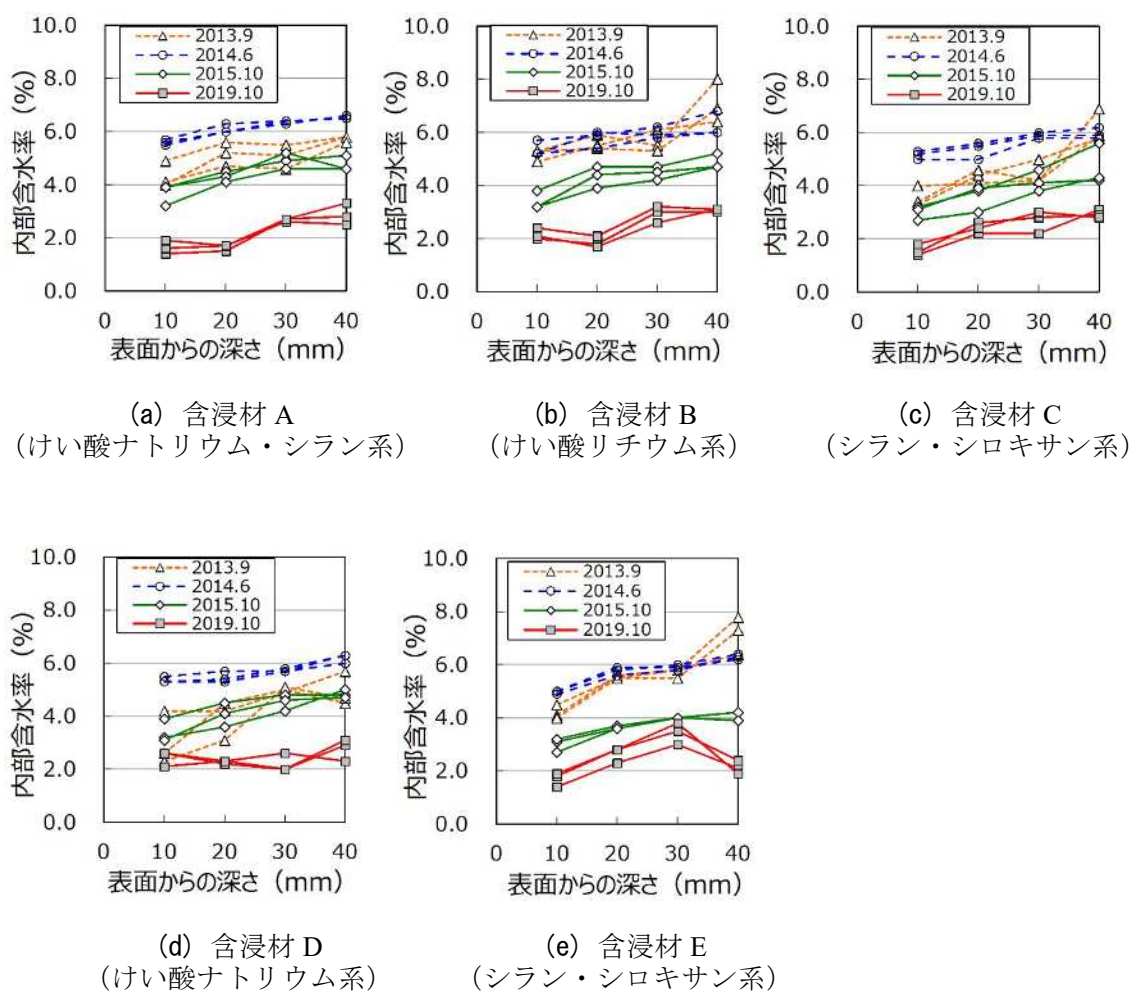 内部含水率 (%)
10.0
8.0
6.0
4.0
2.0
0.0
2013.9
2014.6
2015.10
2019.10
0 10 20 30 40
表面からの深さ (mm)
(a) 含浸材 A
(けい酸ナトリウム・シラン系)
内部含水率 (%)
10.0
8.0
6.0
4.0
2.0
0.0
2013.9
2014.6
2015.10
2019.10
0 10 20 30 40
表面からの深さ (mm)
(b) 含浸材 B
(けい酸リチウム系)
内部含水率 (%)
10.0
8.0
6.0
4.0
2.0
0.0
2013.9
2014.6
2015.10
2019.10
0 10 20 30 40
表面からの深さ (mm)
(c) 含浸材 C
(シラン・シロキサン系)
内部含水率 (%)
10.0
8.0
6.0
4.0
2.0
0.0
2013.9
2014.6
2015.10
2019.10
0 10 20 30 40
表面からの深さ (mm)
(d) 含浸材 D
(けい酸ナトリウム系)
内部含水率 (%)
10.0
8.0
6.0
4.0
2.0
0.0
2013.9
2014.6
2015.10
2019.10
0 10 20 30 40
表面からの深さ (mm)
(e) 含浸材 E
(シラン・シロキサン系)